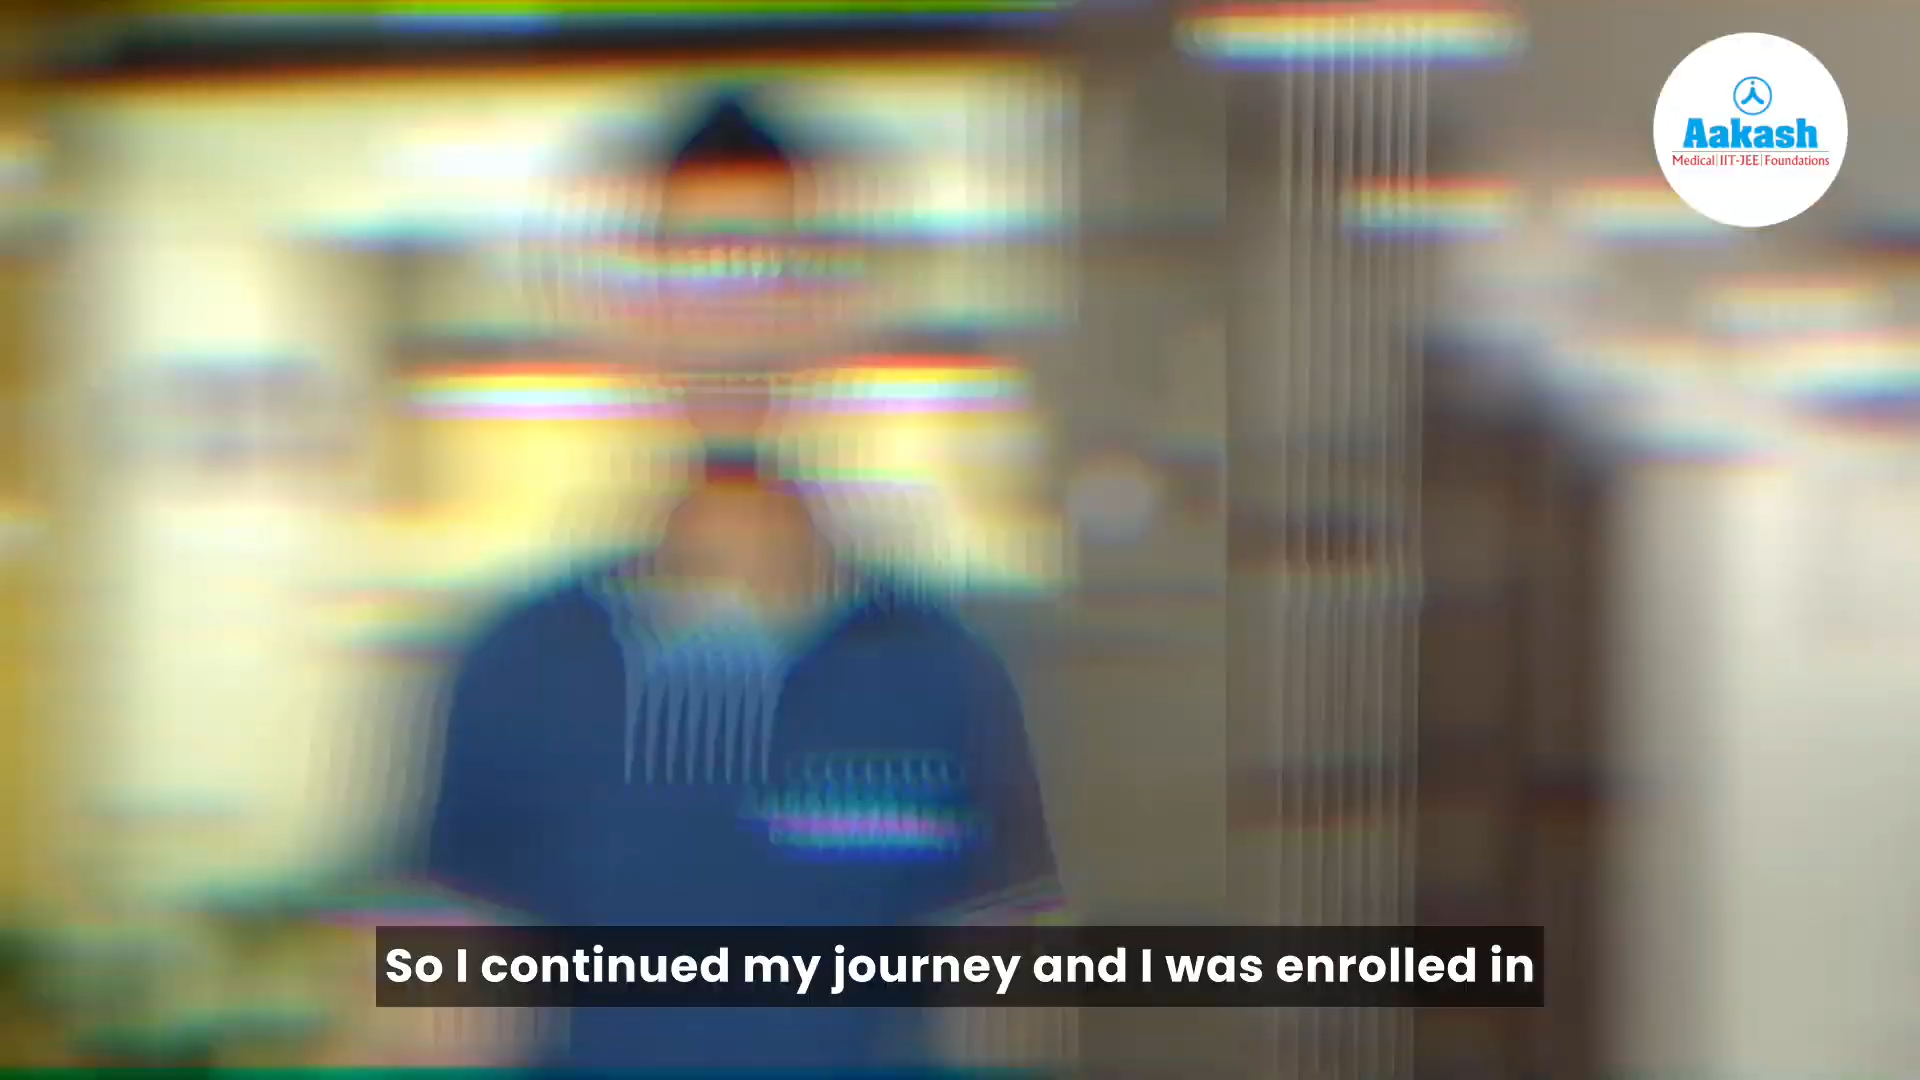 Aakash
Medical|IIT-JEE|Foundations
So I continued my journey and I was enrolled in